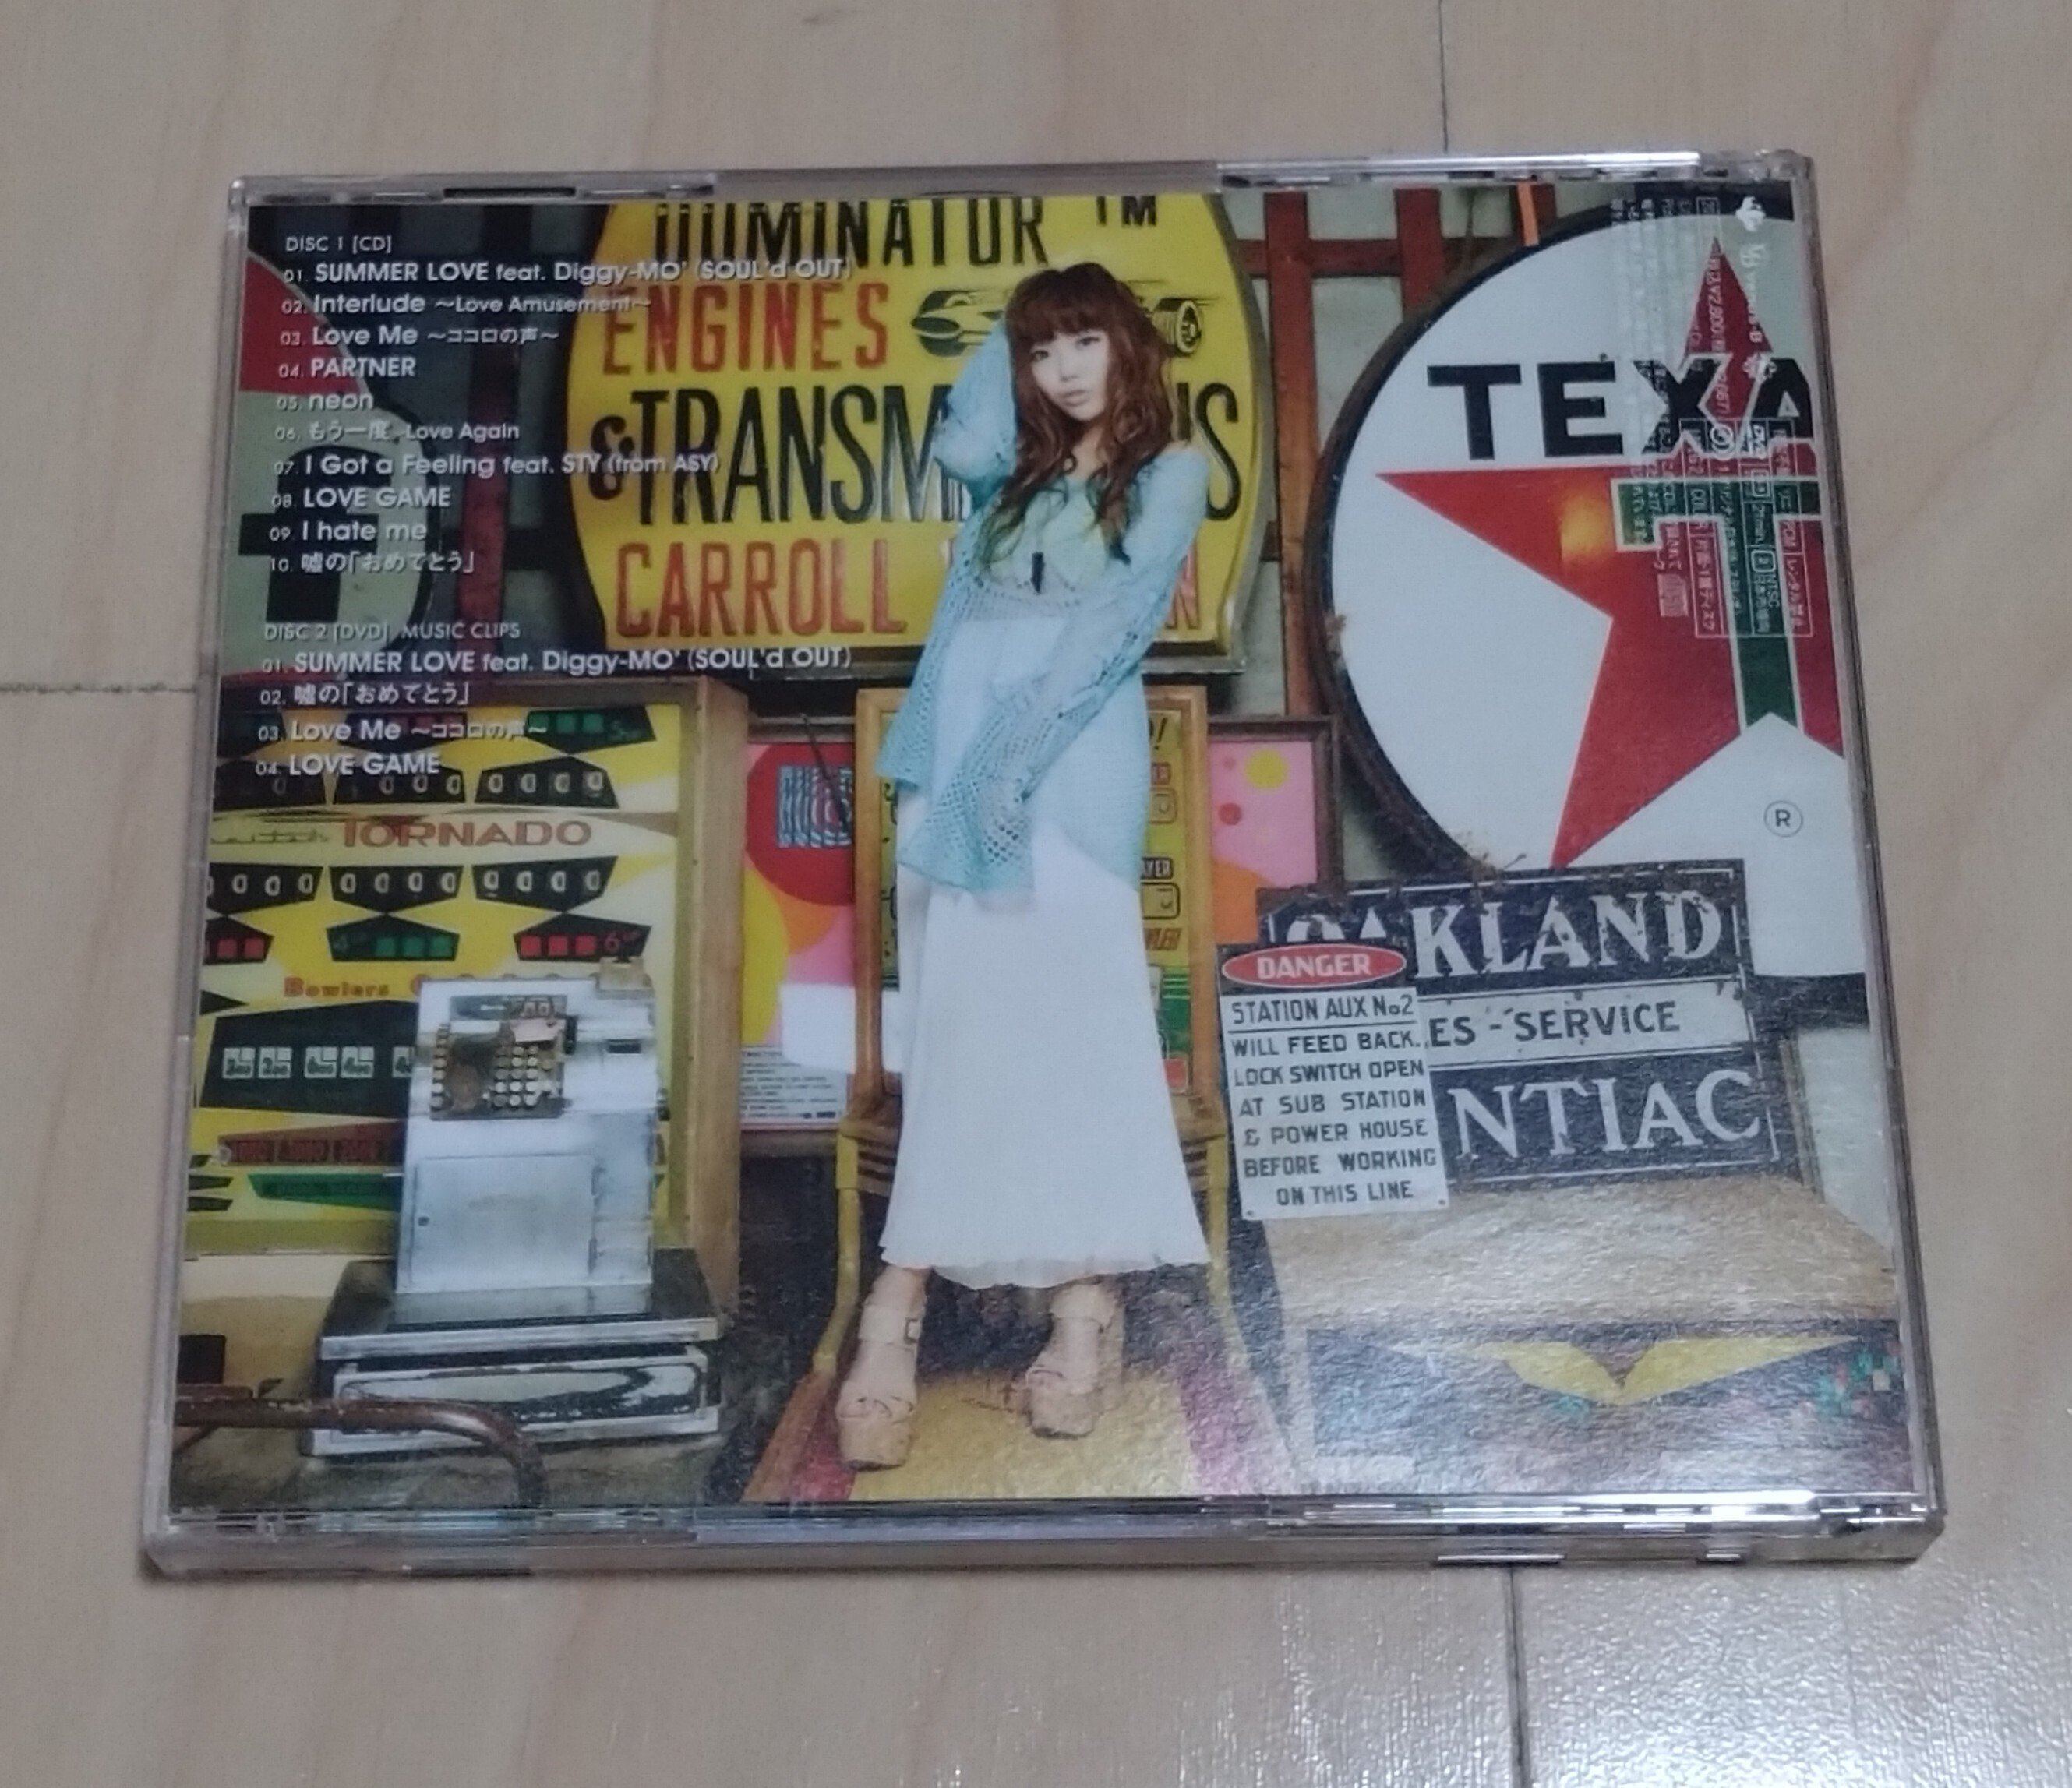 DISC 1 [CD]
01. SUMMER LOVE feat. Diggy-MO' (SOUL'd OUT)
02. Interlude ～Love Amusement～
03. Love Me ～ココロの声～
04. PARTNER
05. neon
06. もう一度 -Love Again
07. I Got a Feeling feat. STY (from ASY)
08. LOVE GAME
09. I hate me
10. 嘘の「おめでとう」
DISC 2 [DVD] MUSIC CLIPS
01. SUMMER LOVE feat. Diggy-MO' (SOUL'd OUT)
02. 嘘の「おめでとう」
03. Love Me ～ココロの声～
04. LOVE GAME
TM
ENGINES
&TRANSM
NS
CARROLL
N
TEXA
T
®
TORNADO
Bowlers
OAKLAND
ES - SERVICE
NTIAC
DANGER
STATION AUX No2
WILL FEED BACK.
LOCK SWITCH OPEN
AT SUB STATION
& POWER HOUSE
BEFORE WORKING
ON THIS LINE